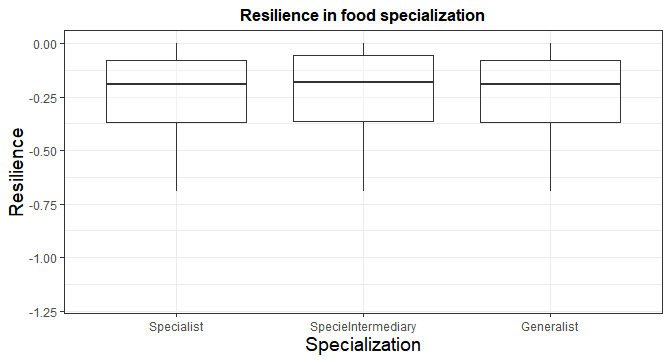 Resilience in food specialization
Resilience
0.00
-0.25
-0.50
-0.75
-1.00
-1.25
Specialist SpecieIntermediary Generalist
Specialization